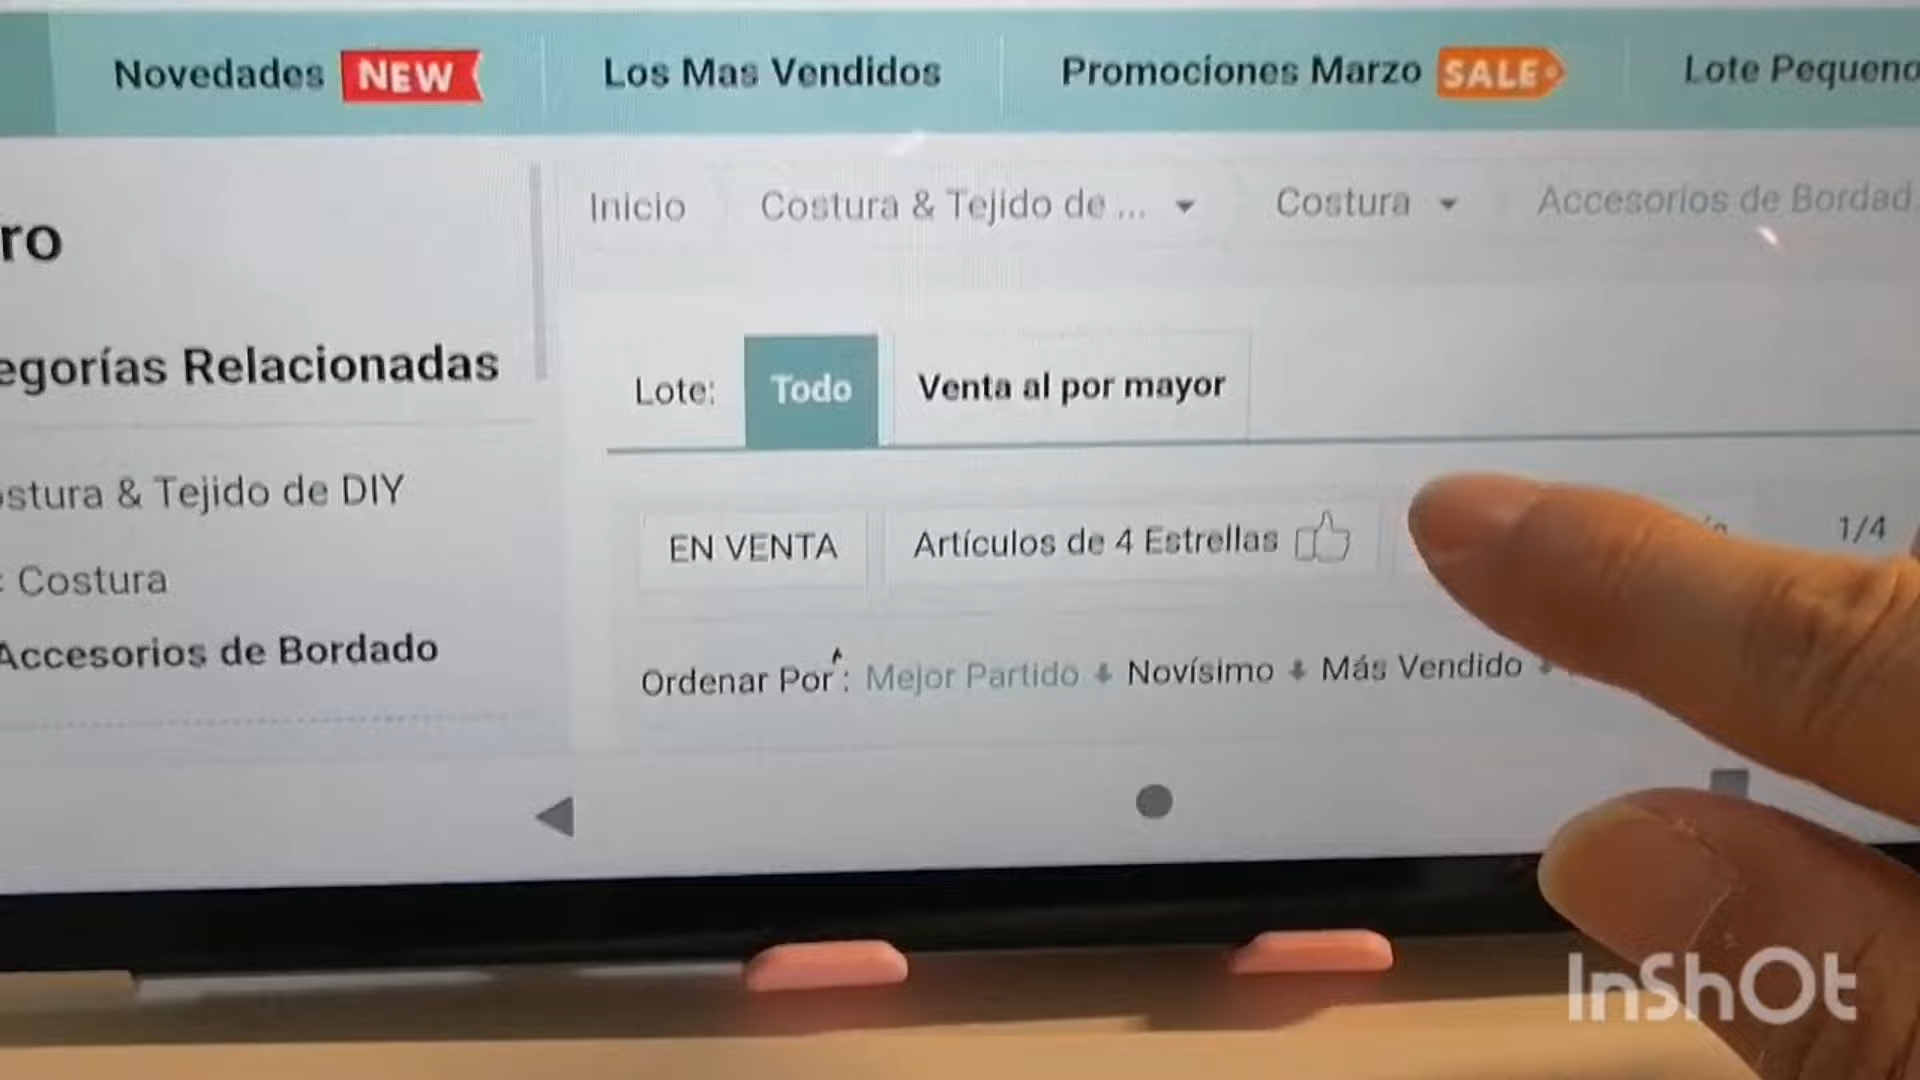 Novedades NEW Los Mas Vendidos Promociones Marzo SALE Lote Pequeno
Inicio Costura & Tejido de ... Costura Accesorios de Bordad
ro
egorías Relacionadas
Lote: Todo Venta al por mayor
stura & Tejido de DIY
EN VENTA Artículos de 4 Estrellas 1/4
Costura
Accesorios de Bordado
Ordenar Por: Mejor Partido Novísimo Más Vendido
InShOt